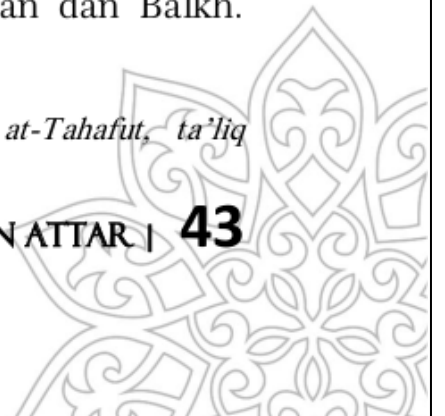 an dan Balkh.
at-Tahafut, ta’liq
N ATTAR | 43